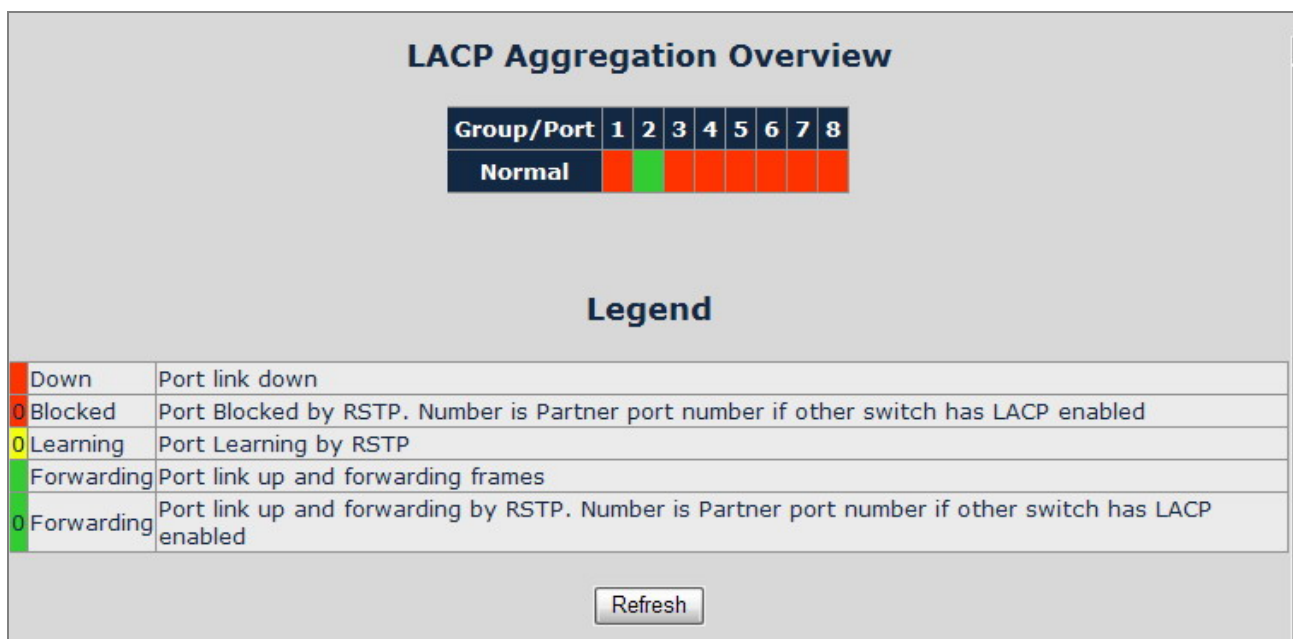 LACP Aggregation Overview
Group/Port 1 2 3 4 5 6 7 8
Normal
Legend
Down Port link down
0 Blocked Port Blocked by RSTP. Number is Partner port number if other switch has LACP enabled
0 Learning Port Learning by RSTP
Forwarding Port link up and forwarding frames
0 Forwarding Port link up and forwarding by RSTP. Number is Partner port number if other switch has LACP
enabled
Refresh